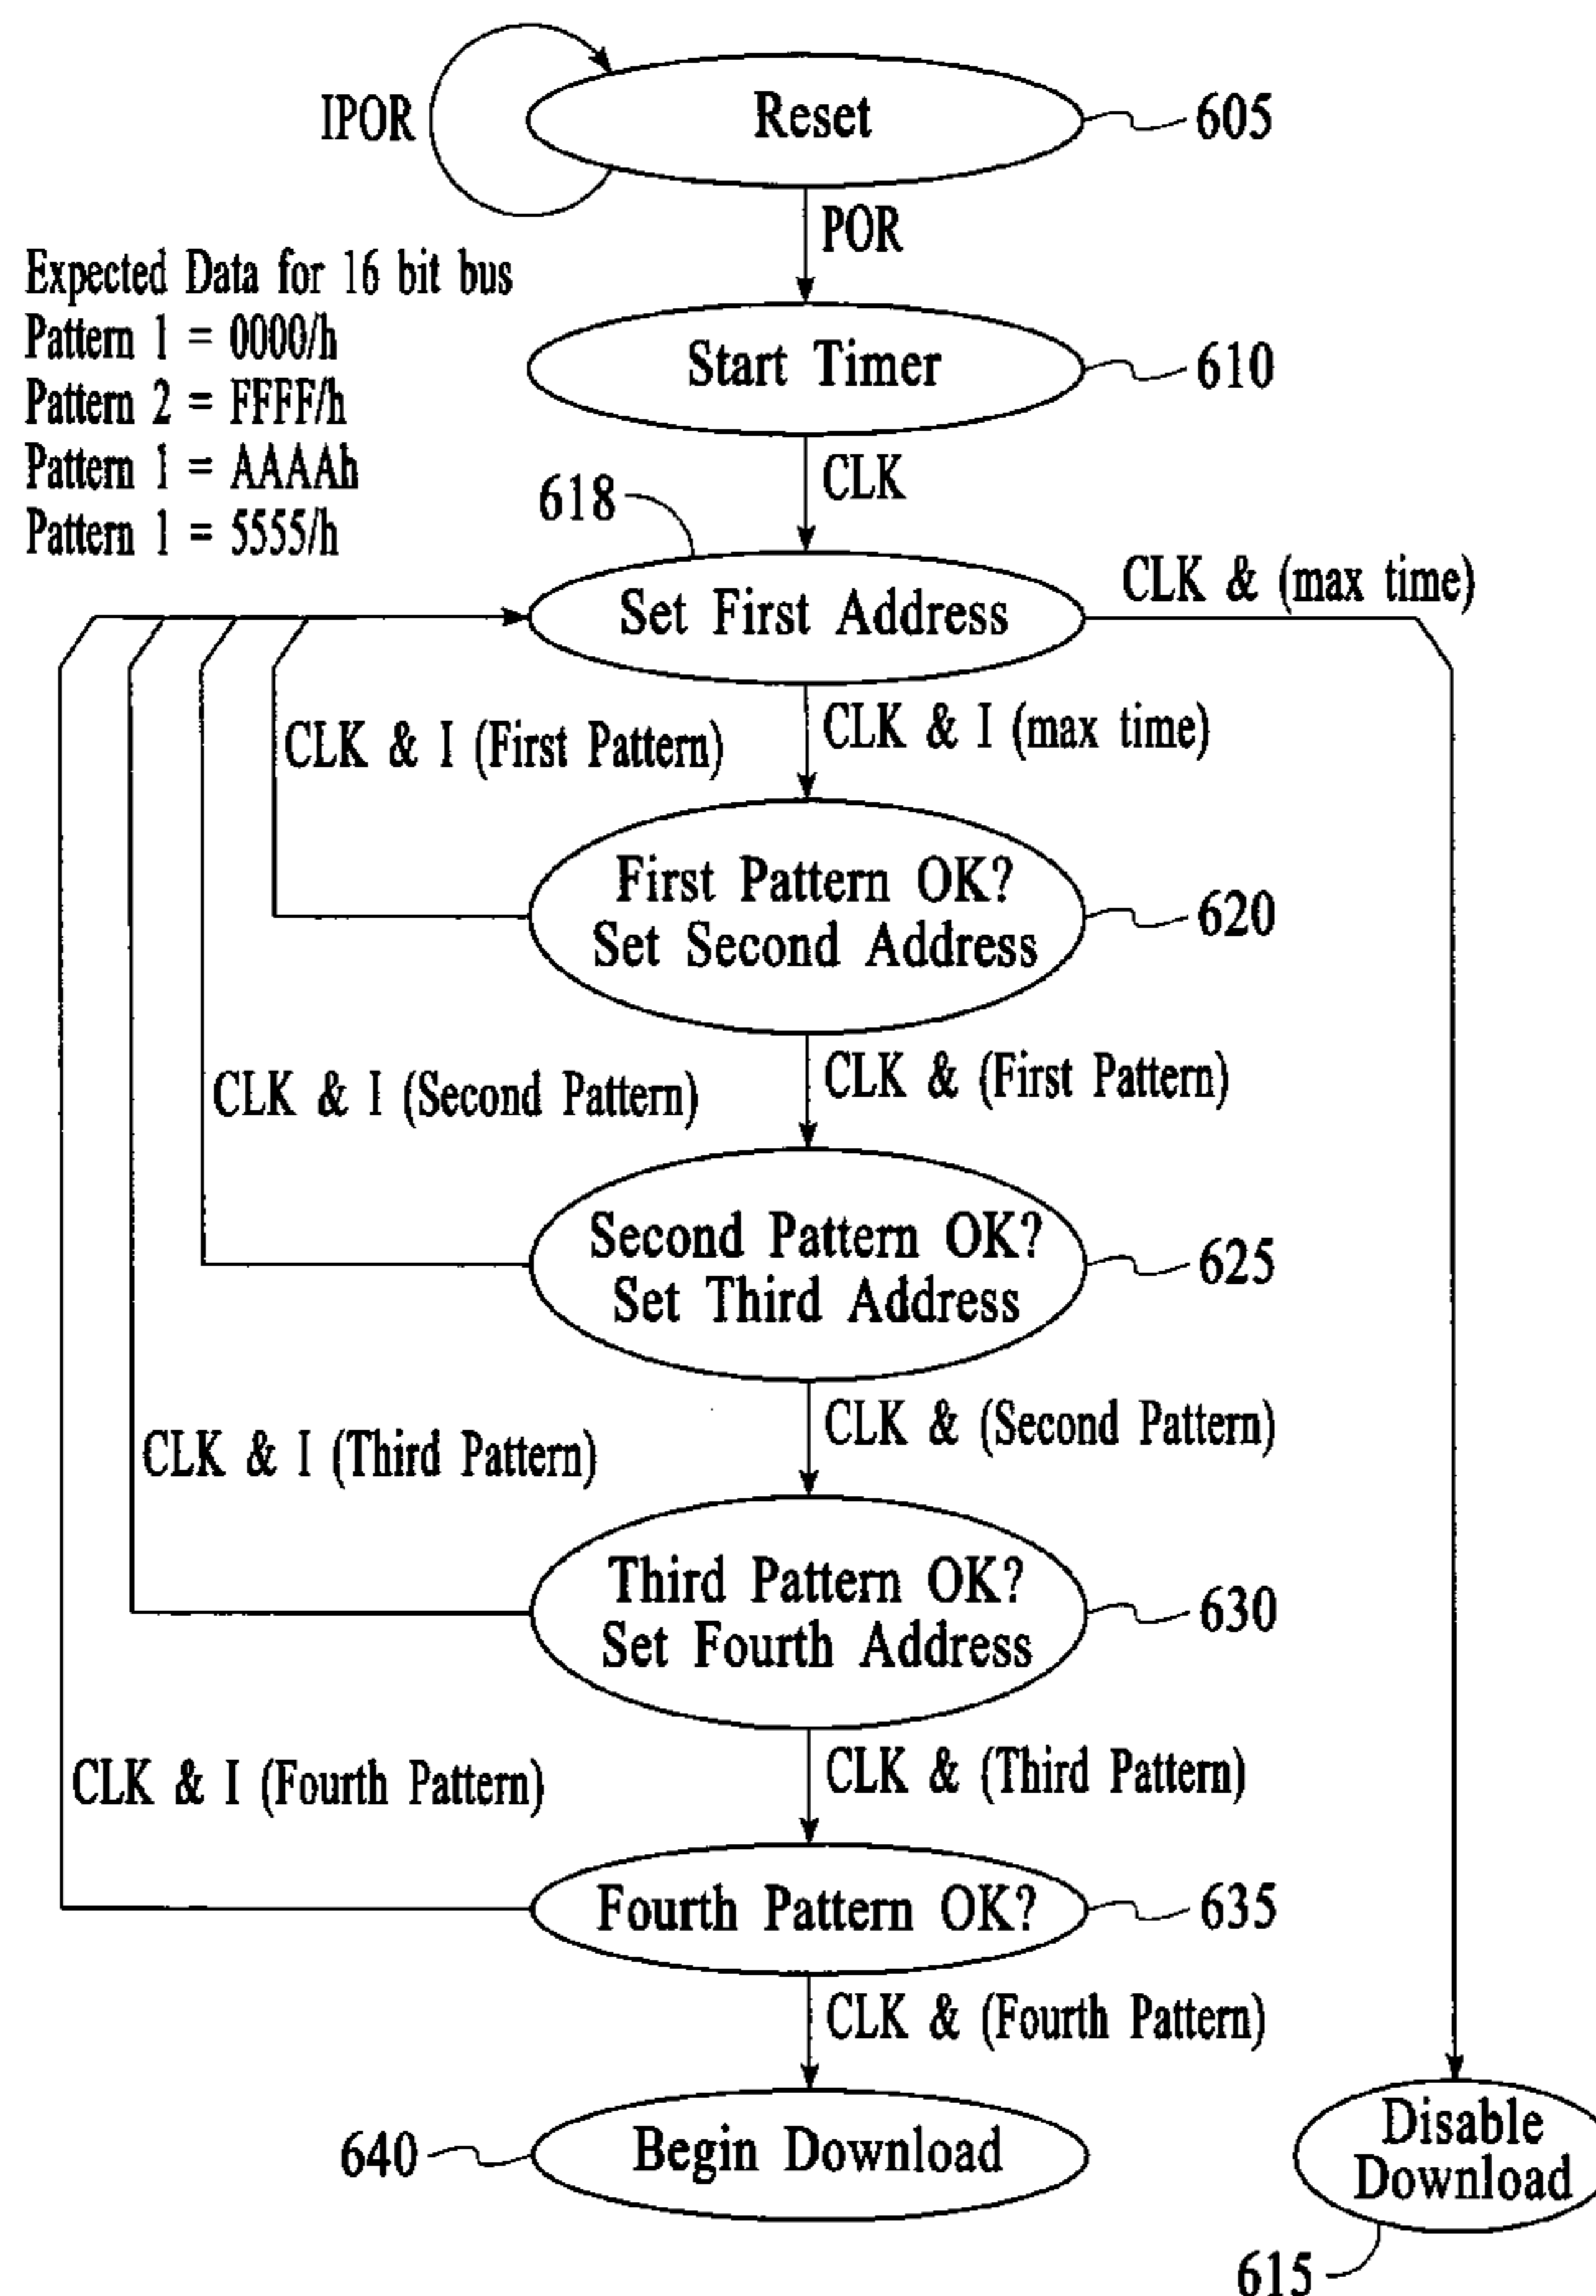 Reset
605
IPOR
POR
Expected Data for 16 bit bus
Pattern 1 = 0000/h
Pattern 2 = FFFF/h
Pattern 1 = AAAAh
Pattern 1 = 5555/h
Start Timer
610
CLK
618
Set First Address
CLK & (max time)
CLK & I (First Pattern)
CLK & I (max time)
First Pattern OK?
Set Second Address
620
CLK & I (Second Pattern)
CLK & (First Pattern)
Second Pattern OK?
Set Third Address
625
CLK & I (Third Pattern)
CLK & (Second Pattern)
Third Pattern OK?
Set Fourth Address
630
CLK & I (Fourth Pattern)
CLK & (Third Pattern)
Fourth Pattern OK?
635
CLK & (Fourth Pattern)
640
Begin Download
Disable
Download
615